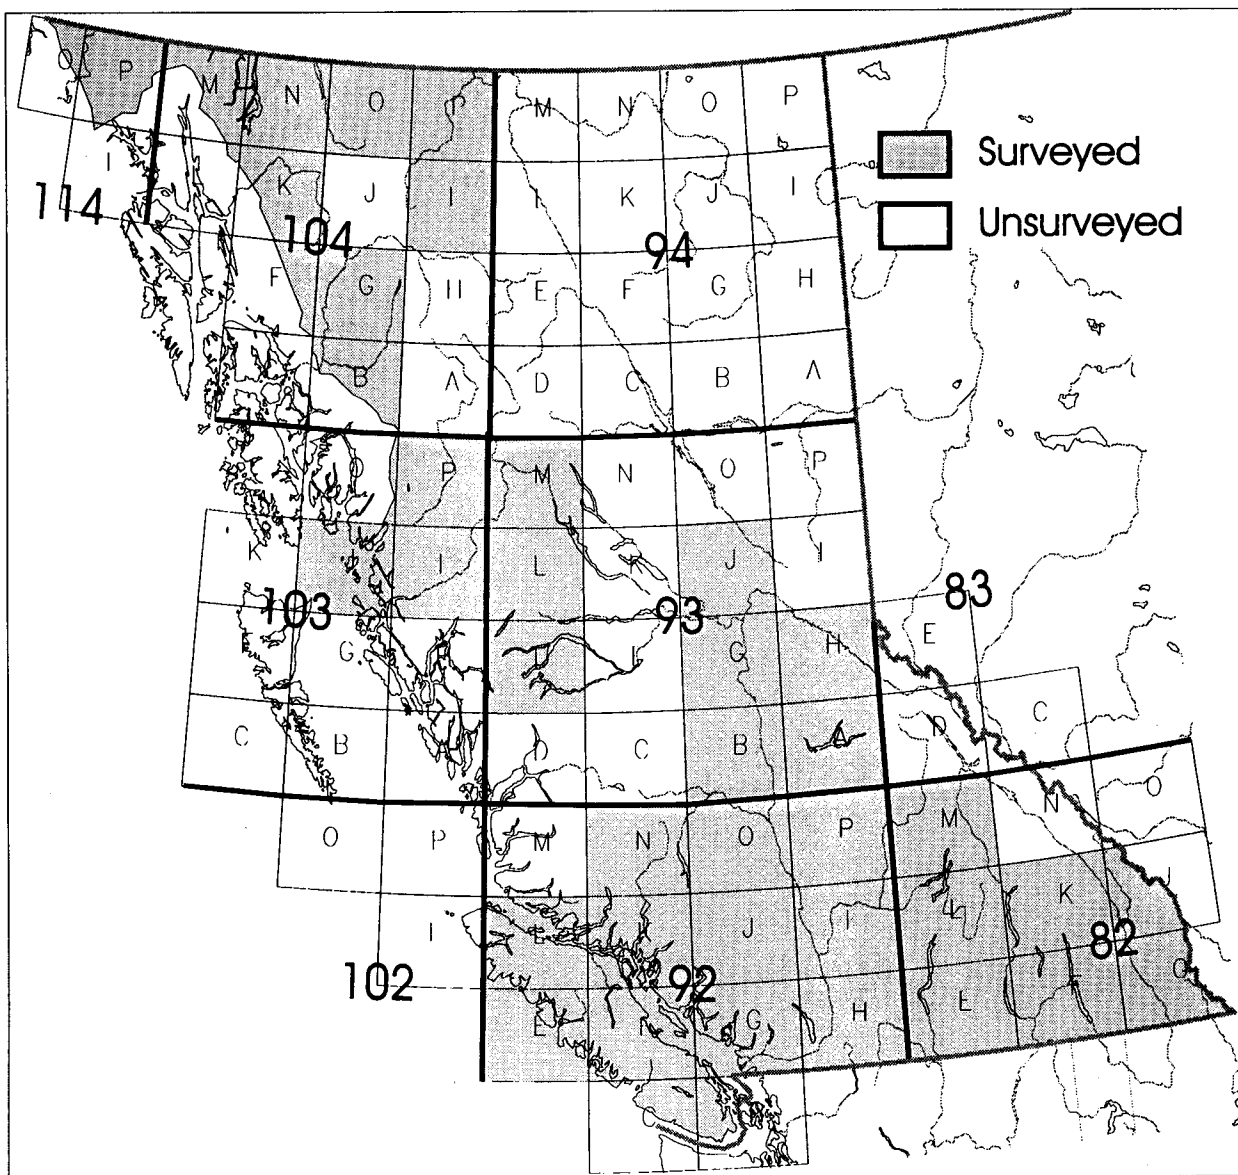 O P M N O P M N O P
Surveyed
I K J I L K J I
Unsurveyed
114 104 94
F G H E F G H
B A D C B A
O P M N O P
K J I L K J I
103 93 83
G E F G H E
C B A D C B A D C
O P M N O P M N O
I L K J I L K J
102 92 82
E F G H E F G
C